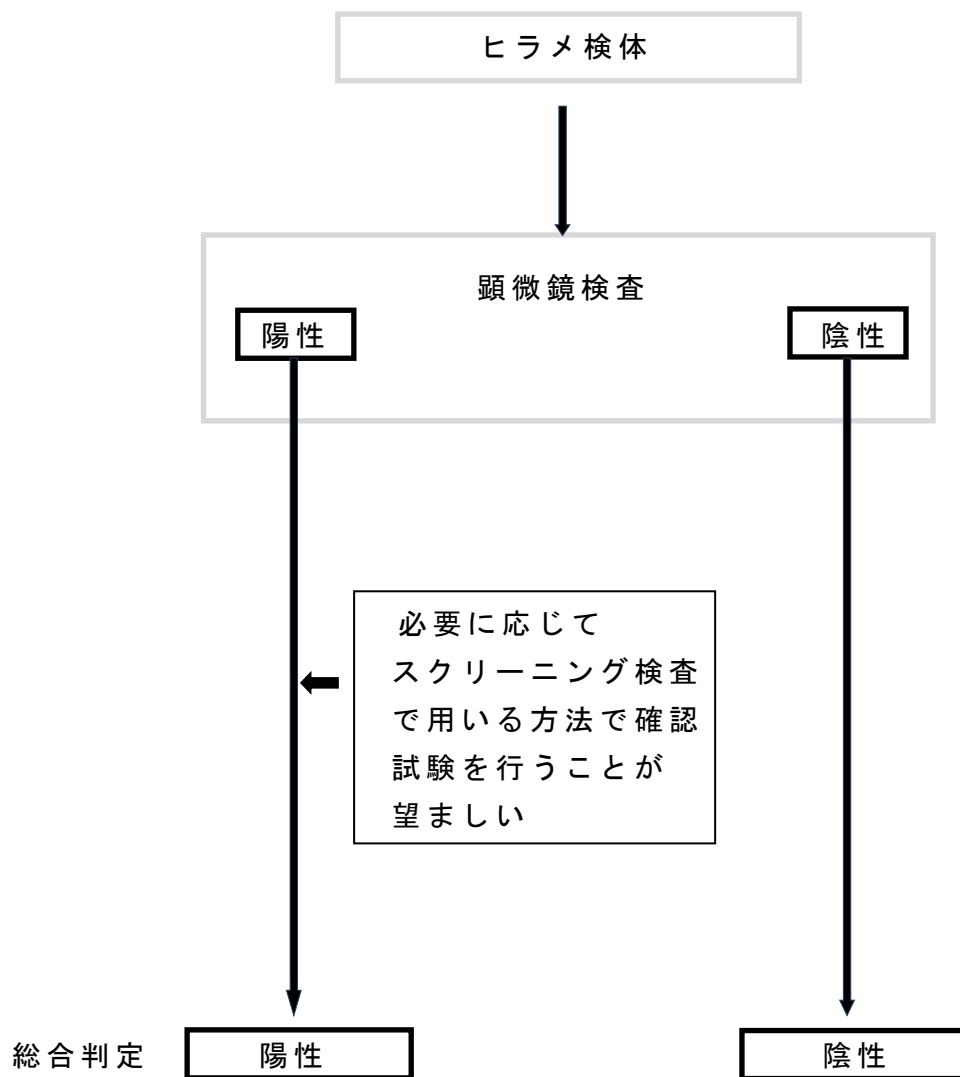 ヒラメ検体
顕微鏡検査
陽性
陰性
必要に応じて
スクリーニング検査
で用いる方法で確認
試験を行うことが
望ましい
総合判定
陽性
陰性